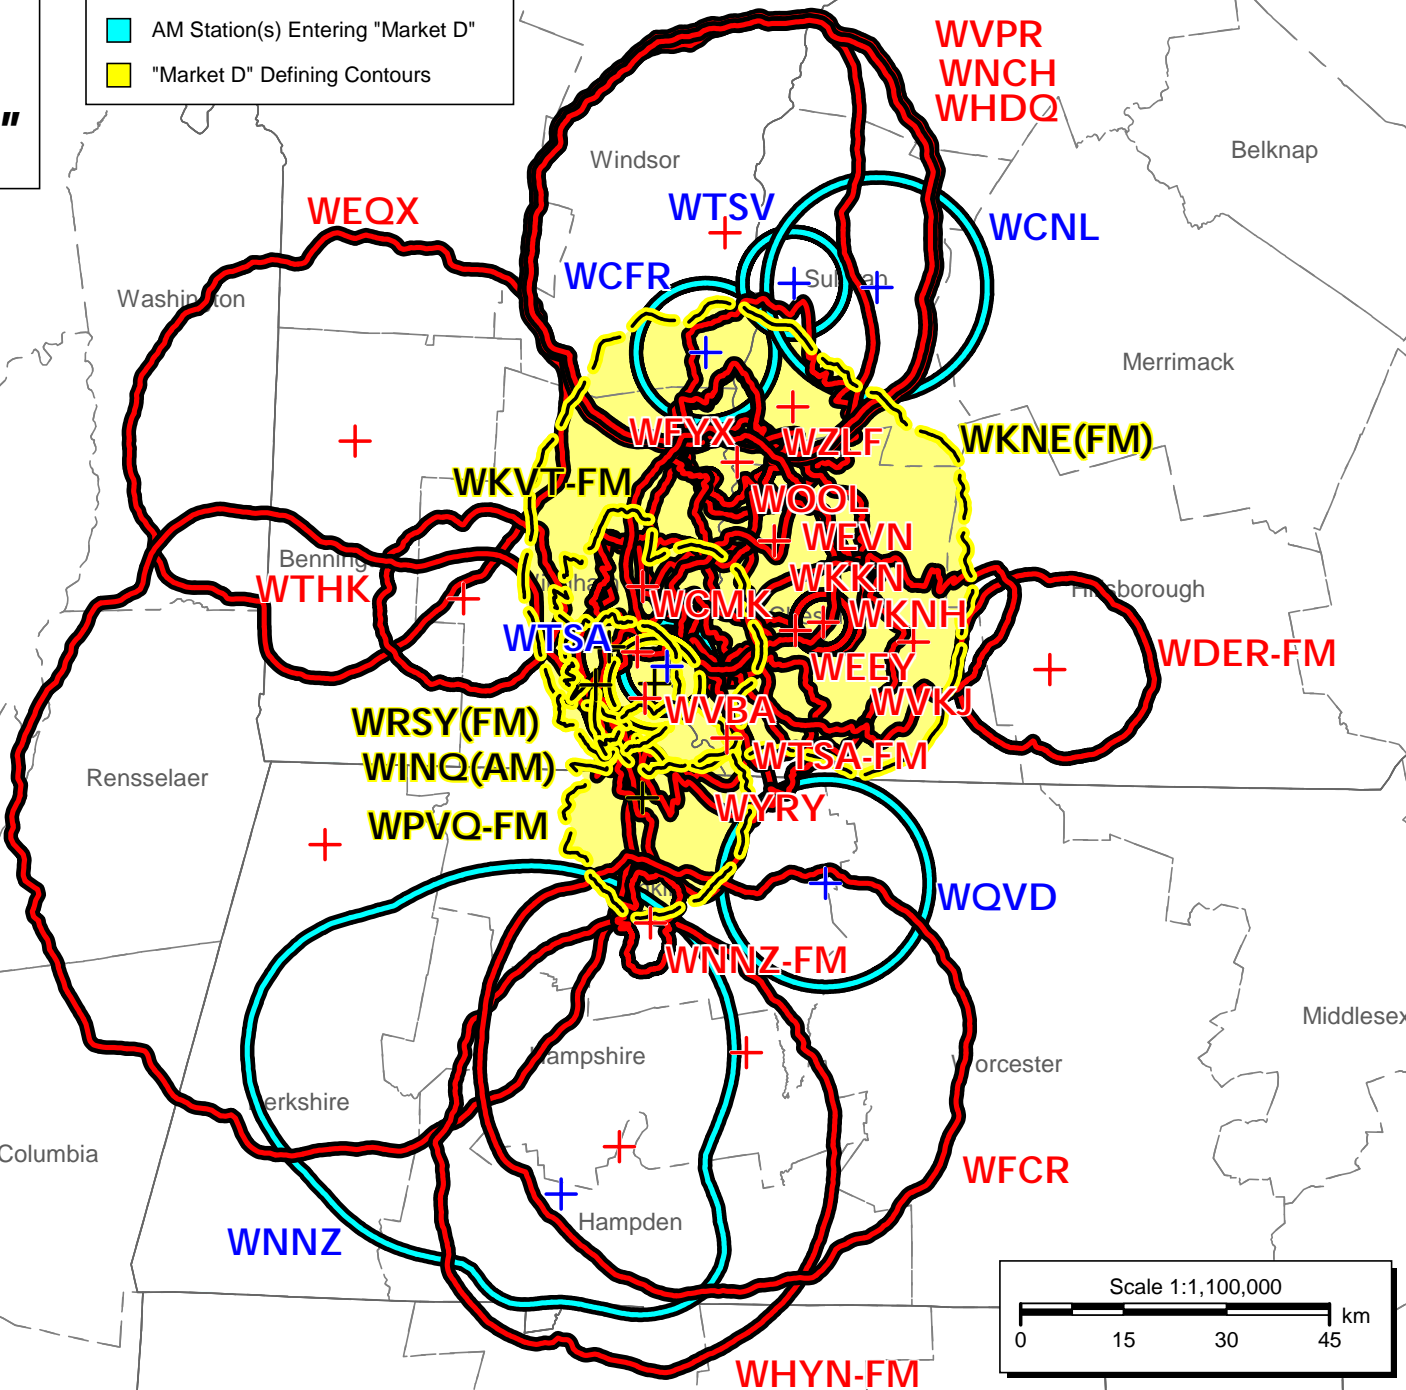 AM Station(s) Entering "Market D"
"Market D" Defining Contours
"
WVPR
WNCH
WHDQ
Belknap
Windsor
WEQX
WTSV
WCNL
WCFR
Washington
Merrimack
WFYX
WZLF
WKNE(FM)
WKVT-FM
WOOL
WEVN
WKKN
WTHK
WCMK
WKNH
WTSA
WEEY
WDER-FM
WVKJ
WVBA
WRSY(FM)
WTSA-FM
WINQ(AM)
Rensselaer
WYRY
WPVQ-FM
WQVD
WNNZ-FM
Middlesex
Hampshire
orcester
erkshire
Columbia
WFCR
Hampden
WNNZ
Scale 1:1,100,000
km
0 15 30 45
WHYN-FM